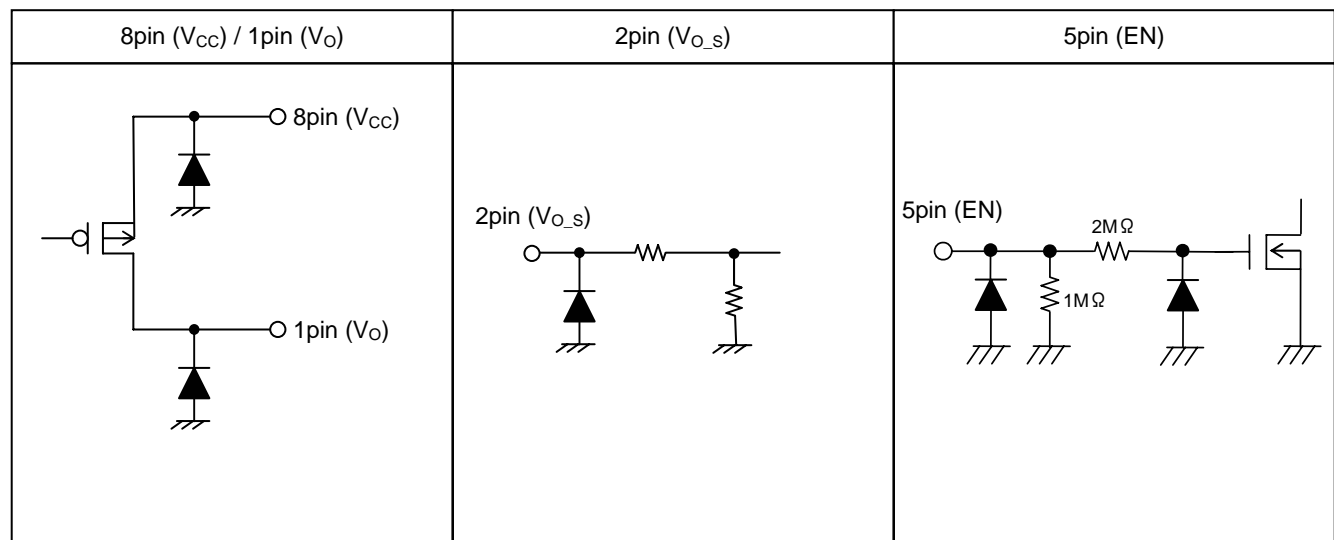 8pin (VCC) / 1pin (VO)
2pin (VO_S)
5pin (EN)
8pin (VCC)
1pin (VO)
2pin (VO_S)
5pin (EN)
2MΩ
1MΩ